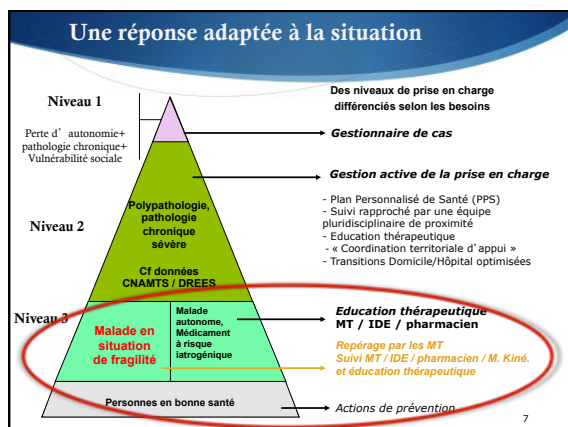 Une réponse adaptée à la situation
Niveau 1
Perte d' autonomie+
pathologie chronique+
Vulnérabilité sociale
Des niveaux de prise en charge
différenciés selon les besoins
Gestionnaire de cas
Gestion active de la prise en charge
- Plan Personnalisé de Santé (PPS)
- Suivi rapproché par une équipe
pluridisciplinaire de proximité
- Education thérapeutique
- « Coordination territoriale d'appui »
- Transitions Domicile/Hôpital optimisées
Niveau 2
Polypathologie,
pathologie
chronique
sévère
Cf données
CNAMTS / DREES
Niveau 3
Malade en
situation
de fragilité
Malade
autonome,
Médicament
à risque
iatrogénique
Education thérapeutique
MT / IDE / pharmacien
Repérage par les MT
Suivi MT / IDE / pharmacien / M. Kiné.
et éducation thérapeutique
Personnes en bonne santé
Actions de prévention
7